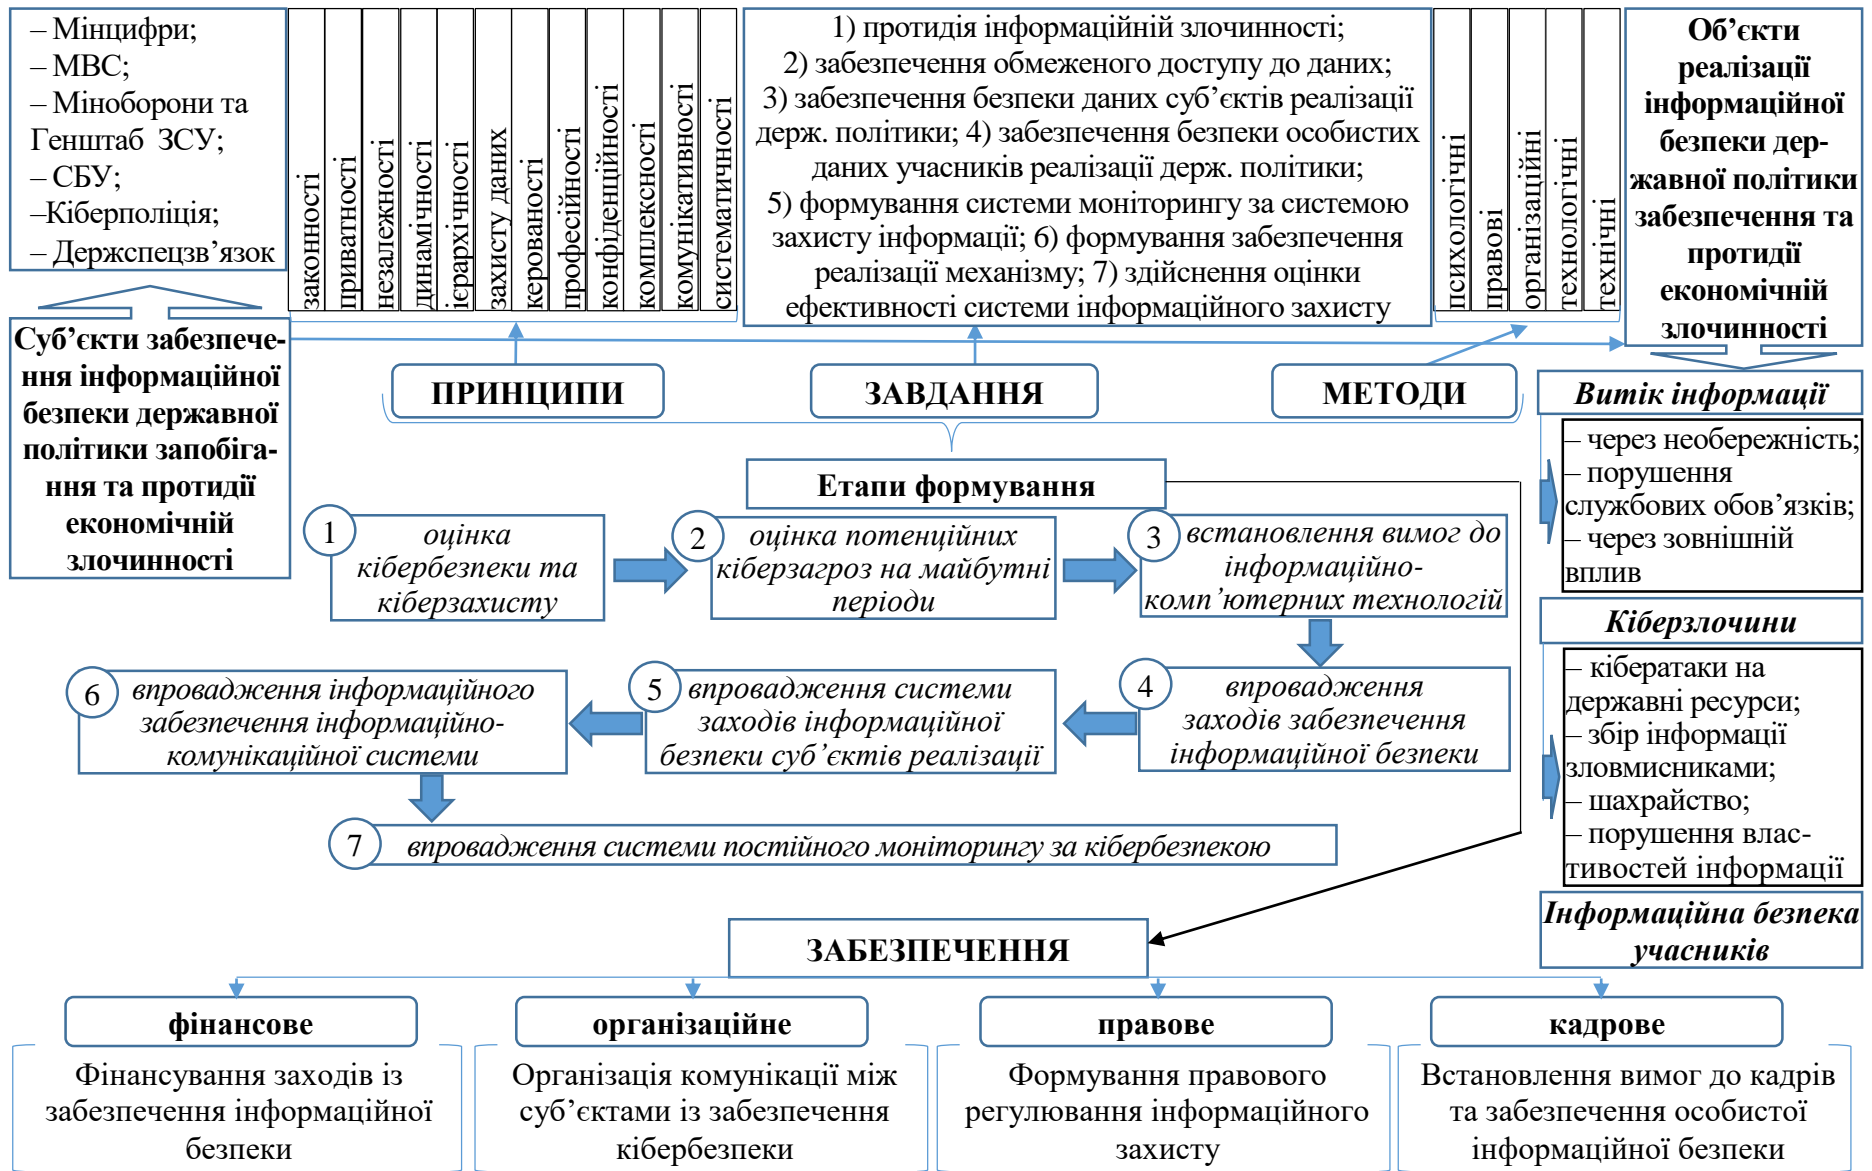 – Мінцифри;
– МВС;
– Міноборони та
Генштаб ЗСУ;
– СБУ;
–Кіберполіція;
– Держспецзв’язок
Суб’єкти забезпече-
ння інформаційної
безпеки державної
політики запобіга-
ння та протидії
економічній
злочинності
законності
приватності
незалежності
динамічності
ієрархічності
захисту даних
керованості
професійності
конфіденційності
комплексності
комунікативності
систематичності
ПРИНЦИПИ
1) протидія інформаційній злочинності;
2) забезпечення обмеженого доступу до даних;
3) забезпечення безпеки даних суб’єктів реалізації
держ. політики; 4) забезпечення безпеки особистих
даних учасників реалізації держ. політики;
5) формування системи моніторингу за системою
захисту інформації; 6) формування забезпечення
реалізації механізму; 7) здійснення оцінки
ефективності системи інформаційного захисту
ЗАВДАННЯ
психологічні
правові
організаційні
технологічні
технічні
МЕТОДИ
Об’єкти
реалізації
інформаційної
безпеки дер-
жавної політики
забезпечення та
протидії
економічній
злочинності
Витік інформації
– через необережність;
– порушення
службових обов’язків;
– через зовнішній
вплив
Кіберзлочини
– кібератаки на
державні ресурси;
– збір інформації
зловмисниками;
– шахрайство;
– порушення влас-
тивостей інформації
Інформаційна безпека
учасників
Етапи формування
1
оцінка
кібербезпеки та
кіберзахисту
2
оцінка потенційних
кіберзагроз на майбутні
періоди
3
встановлення вимог до
інформаційно-
комп’ютерних технологій
4
впровадження
заходів забезпечення
інформаційної безпеки
5
впровадження системи
заходів інформаційної
безпеки суб’єктів реалізації
6
впровадження інформаційного
забезпечення інформаційно-
комунікаційної системи
7
впровадження системи постійного моніторингу за кібербезпекою
ЗАБЕЗПЕЧЕННЯ
фінансове
Фінансування заходів із
забезпечення інформаційної
безпеки
організаційне
Організація комунікації між
суб’єктами із забезпечення
кібербезпеки
правове
Формування правового
регулювання інформаційного
захисту
кадрове
Встановлення вимог до кадрів
та забезпечення особистої
інформаційної безпеки